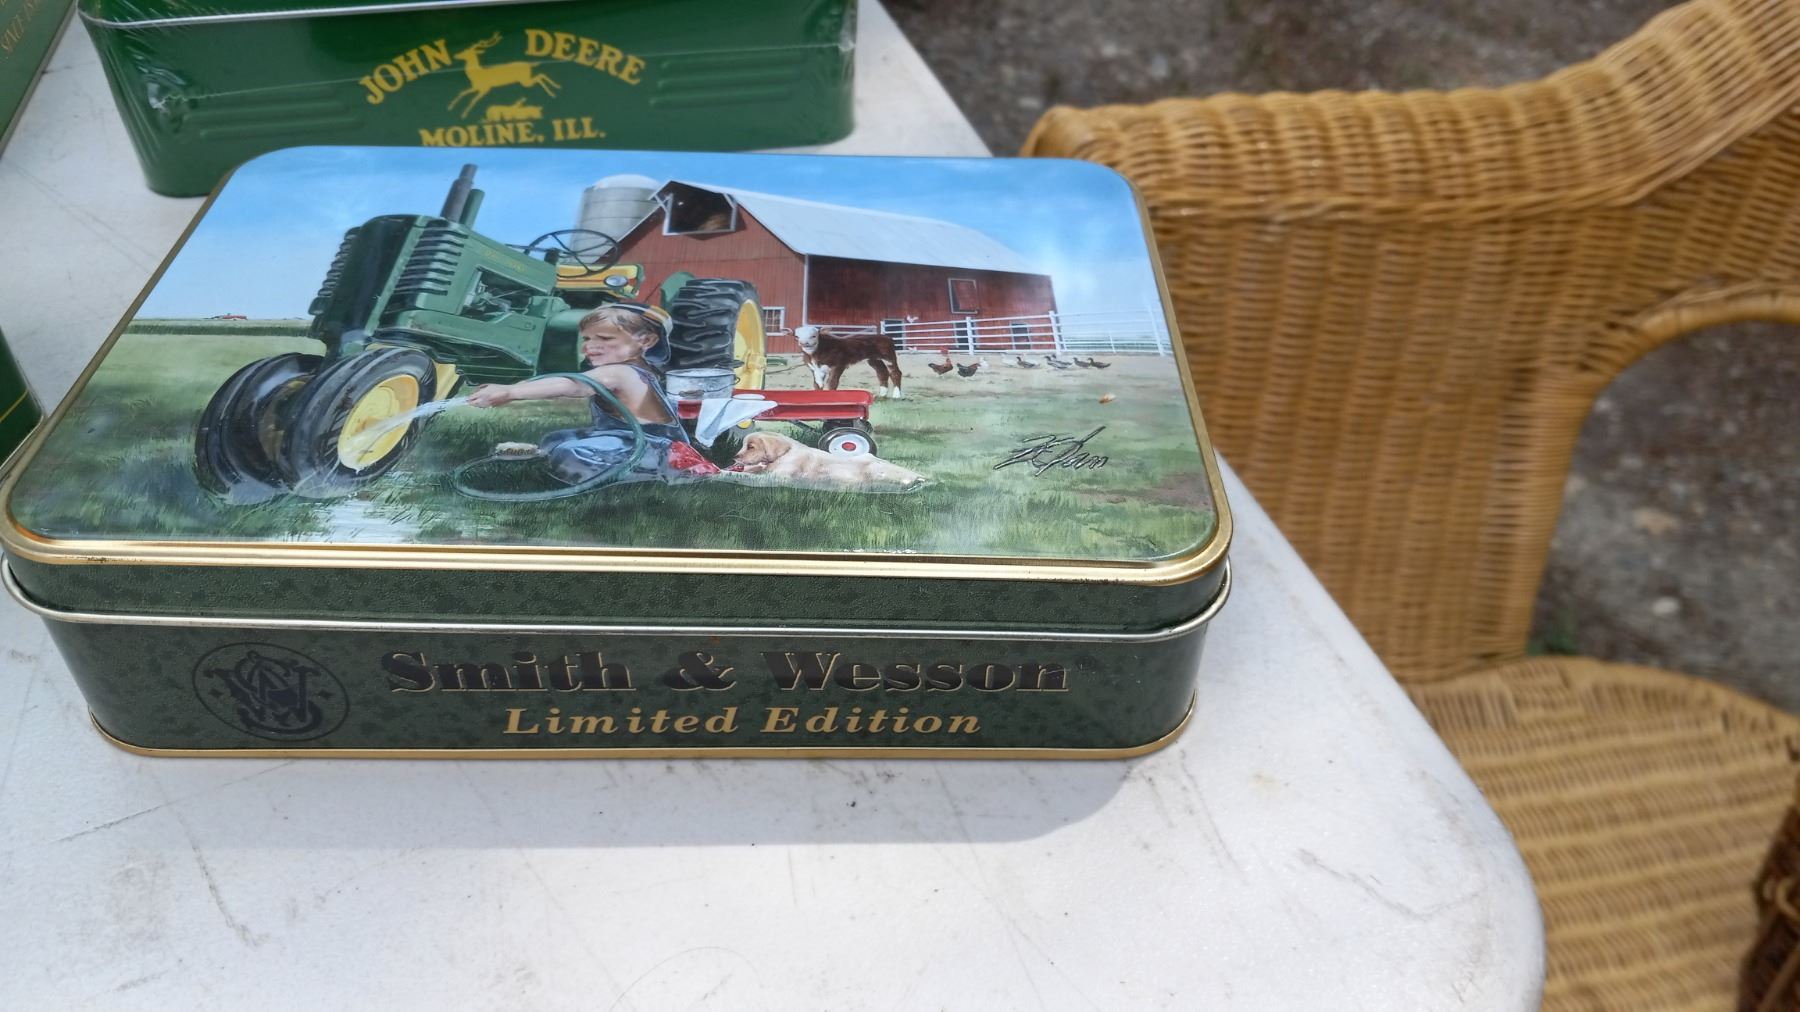 JOHN DEERE
MOLINE, ILL.
Smith & Wesson®
Limited Edition